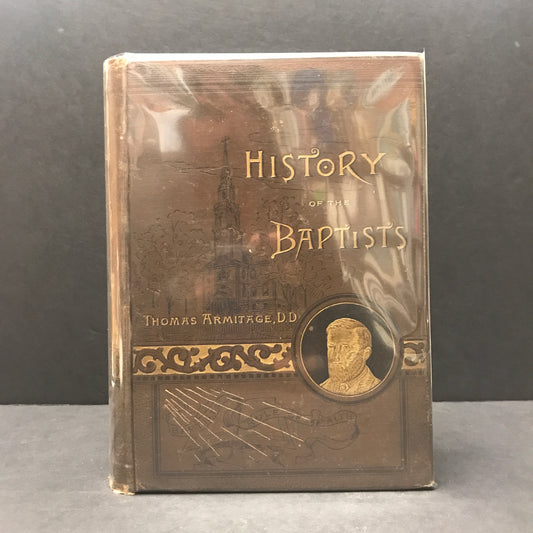 HISTORY
OF THE
BAPTISTS
THOMAS ARMITAGE, D.D